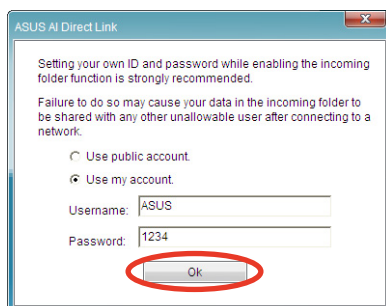 ASUS AI Direct Link
Setting your own ID and password while enabling the incoming
folder function is strongly recommended.
Failure to do so may cause your data in the incoming folder to
be shared with any other unallowable user after connecting to a
network.
Use public account.
Use my account.
Username: ASUS
Password: 1234
Ok